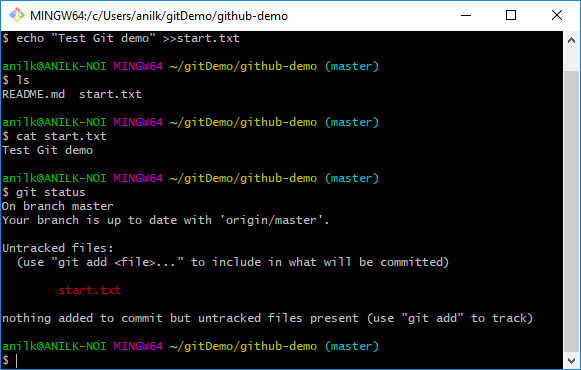 MINGW64:/c/Users/anilk/gitDemo/github-demo
$ echo "Test Git demo" >>start.txt
anilk@ANILK-NOI MINGW64 ~/gitDemo/github-demo (master)
$ ls
README.md  start.txt
anilk@ANILK-NOI MINGW64 ~/gitDemo/github-demo (master)
$ cat start.txt
Test Git demo
anilk@ANILK-NOI MINGW64 ~/gitDemo/github-demo (master)
$ git status
On branch master
Your branch is up to date with 'origin/master'.
Untracked files:
  (use "git add <file>..." to include in what will be committed)
        start.txt
nothing added to commit but untracked files present (use "git add" to track)
anilk@ANILK-NOI MINGW64 ~/gitDemo/github-demo (master)
$